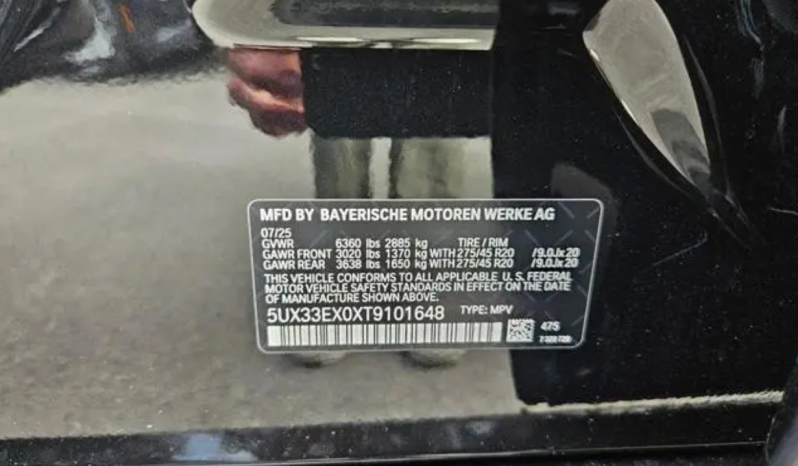 MFD BY BAYERISCHE MOTOREN WERKE AG
07/25
GVWR 6360 lbs 2885 kg TIRE / RIM
GAWR FRONT 3020 lbs 1370 kg WITH 275/45 R20 /9.0Jx20
GAWR REAR 3638 lbs 1650 kg WITH 275/45 R20 /9.0Jx20
THIS VEHICLE CONFORMS TO ALL APPLICABLE U.S. FEDERAL
MOTOR VEHICLE SAFETY STANDARDS IN EFFECT ON THE DATE
OF MANUFACTURE SHOWN ABOVE.
5UX33EX0XT9101648 TYPE: MPV
475